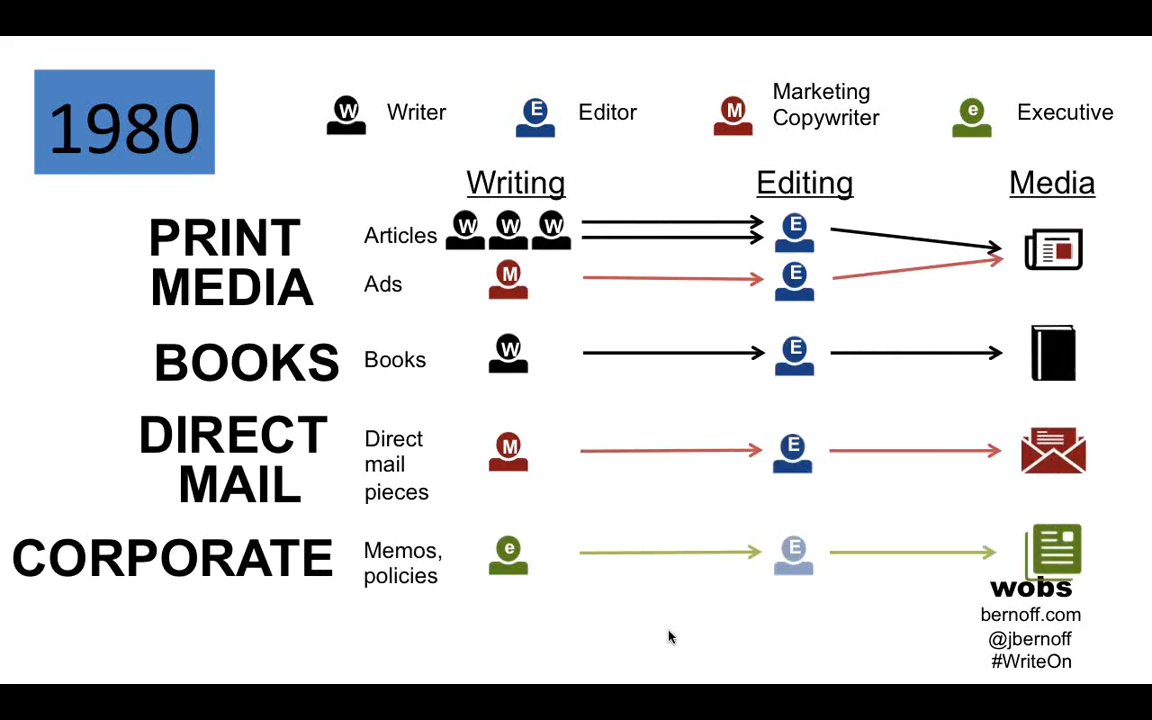 1980
W Writer
E Editor
M Marketing
Copywriter
e Executive
Writing
Editing
Media
PRINT
MEDIA
Articles
W W W
E
Ads
M
E
BOOKS
Books
W
E
DIRECT
MAIL
Direct
mail
pieces
M
E
CORPORATE
Memos,
policies
e
E
wobs
bernoff.com
@jbernoff
#WriteOn